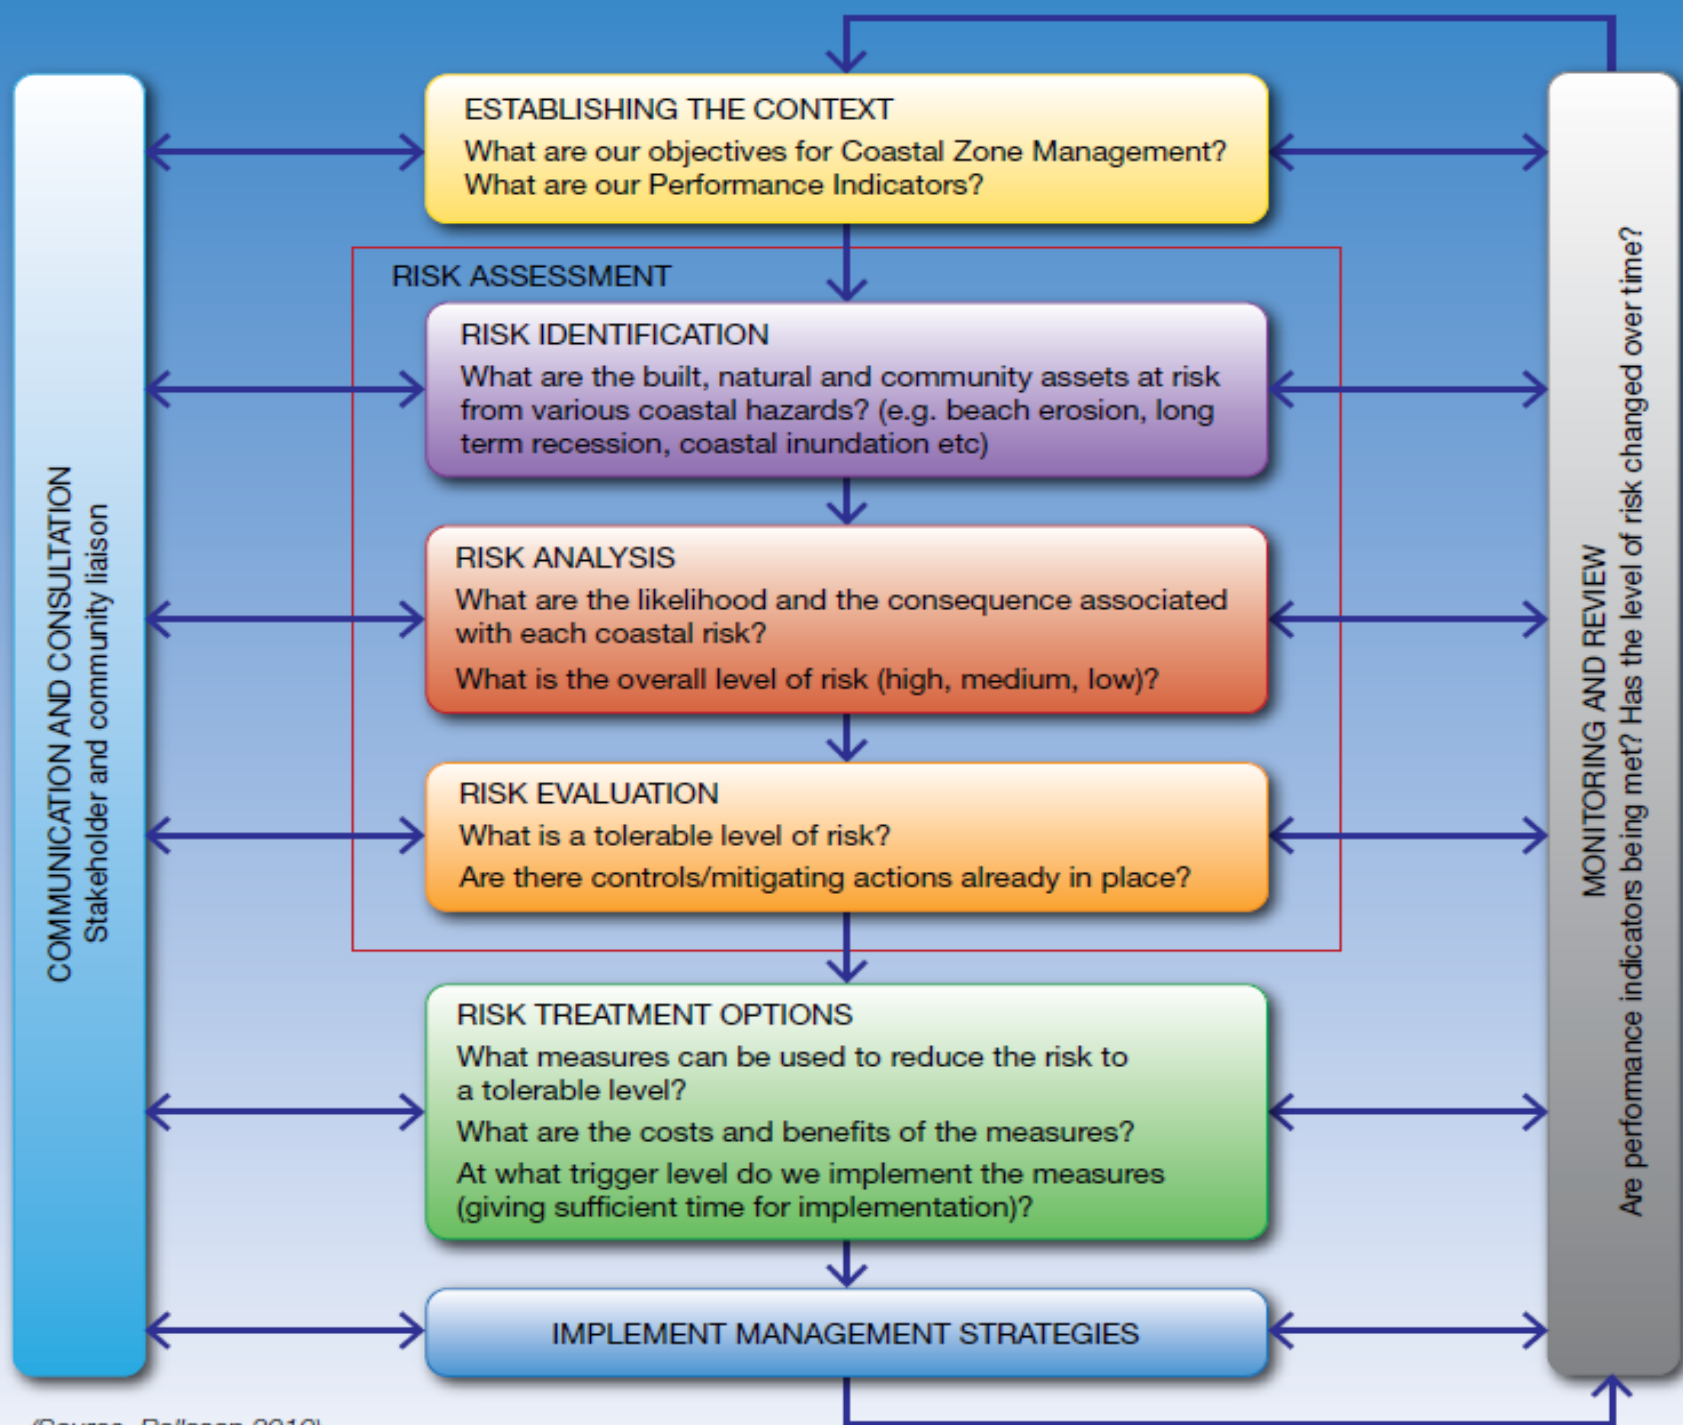 ESTABLISHING THE CONTEXT
What are our objectives for Coastal Zone Management?
What are our Performance Indicators?
RISK ASSESSMENT
RISK IDENTIFICATION
What are the built, natural and community assets at risk
from various coastal hazards? (e.g. beach erosion, long
term recession, coastal inundation etc)
RISK ANALYSIS
What are the likelihood and the consequence associated
with each coastal risk?
What is the overall level of risk (high, medium, low)?
RISK EVALUATION
What is a tolerable level of risk?
Are there controls/mitigating actions already in place?
RISK TREATMENT OPTIONS
What measures can be used to reduce the risk to
a tolerable level?
What are the costs and benefits of the measures?
At what trigger level do we implement the measures
(giving sufficient time for implementation)?
IMPLEMENT MANAGEMENT STRATEGIES
COMMUNICATION AND CONSULTATION
Stakeholder and community liaison
MONITORING AND REVIEW
Are performance indicators being met? Has the level of risk changed over time?
2010)